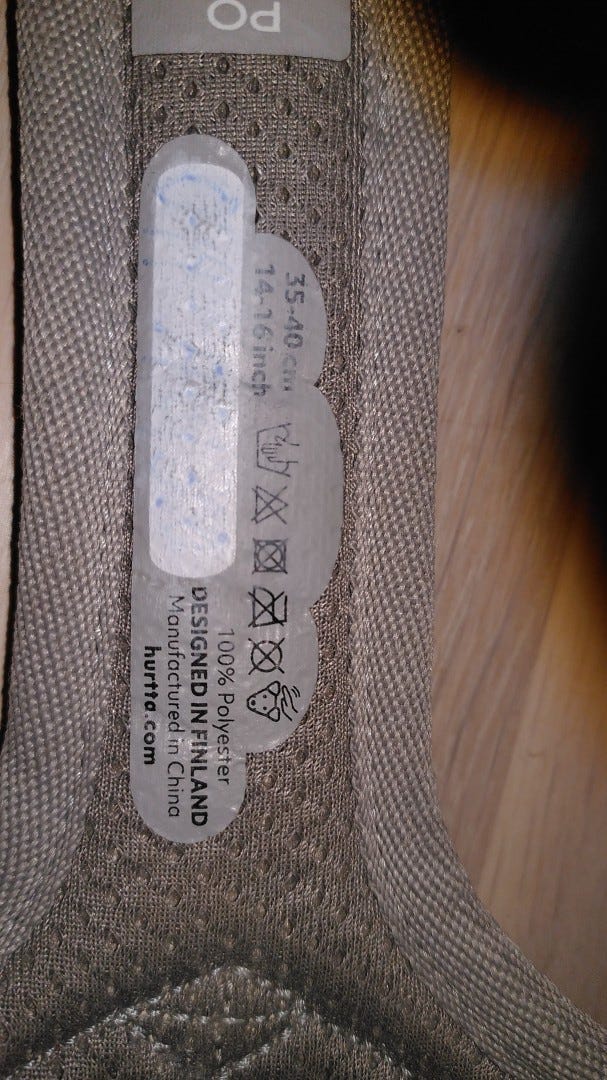 PO
35-40 cm
14-16 inch
100% Polyester
DESIGNED IN FINLAND
Manufactured in China
hurtta.com